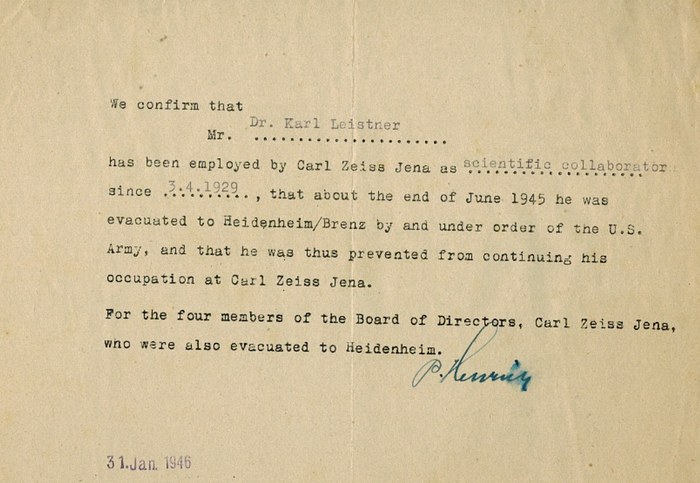 We confirm that
Dr. Karl Leistner
Mr. ......................
has been employed by Carl Zeiss Jena as scientific collaborator
since 3.4.1929 , that about the end of June 1945 he was
evacuated to Heidenheim/Brenz by and under order of the U.S.
Army, and that he was thus prevented from continuing his
occupation at Carl Zeiss Jena.
For the four members of the Board of Directors, Carl Zeiss Jena,
who were also evacuated to Heidenheim.
P. Henrich
31.Jan. 1946